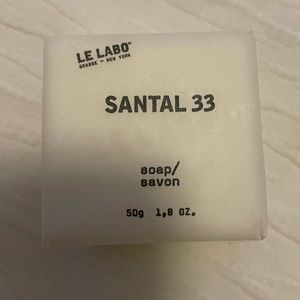 LE LABO
GRASSE — NEW YORK
SANTAL 33
soap/
savon
50g 1,8 OZ.